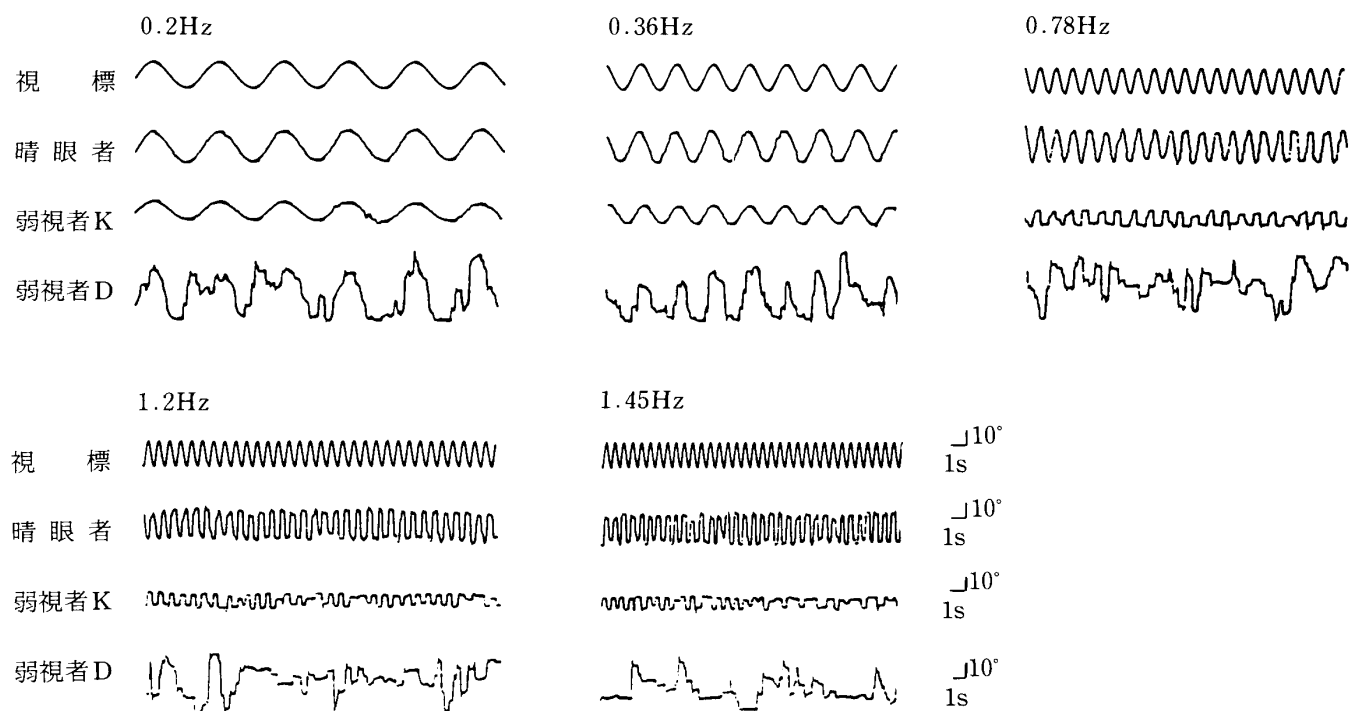 0.2Hz 0.36Hz 0.78Hz
視 標
晴 眼 者
弱視者K
弱視者D
1.2Hz 1.45Hz
視 標 10°
1s
晴 眼 者 10°
1s
弱視者K 10°
1s
弱視者D 10°
1s